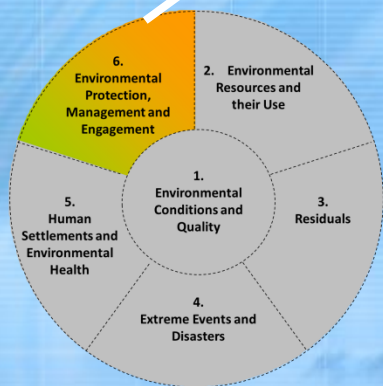 1.
Environmental
Conditions and
Quality
2. Environmental
Resources and
their Use
3.
Residuals
4.
Extreme Events and
Disasters
5.
Human
Settlements and
Environmental
Health
6.
Environmental
Protection,
Management and
Engagement